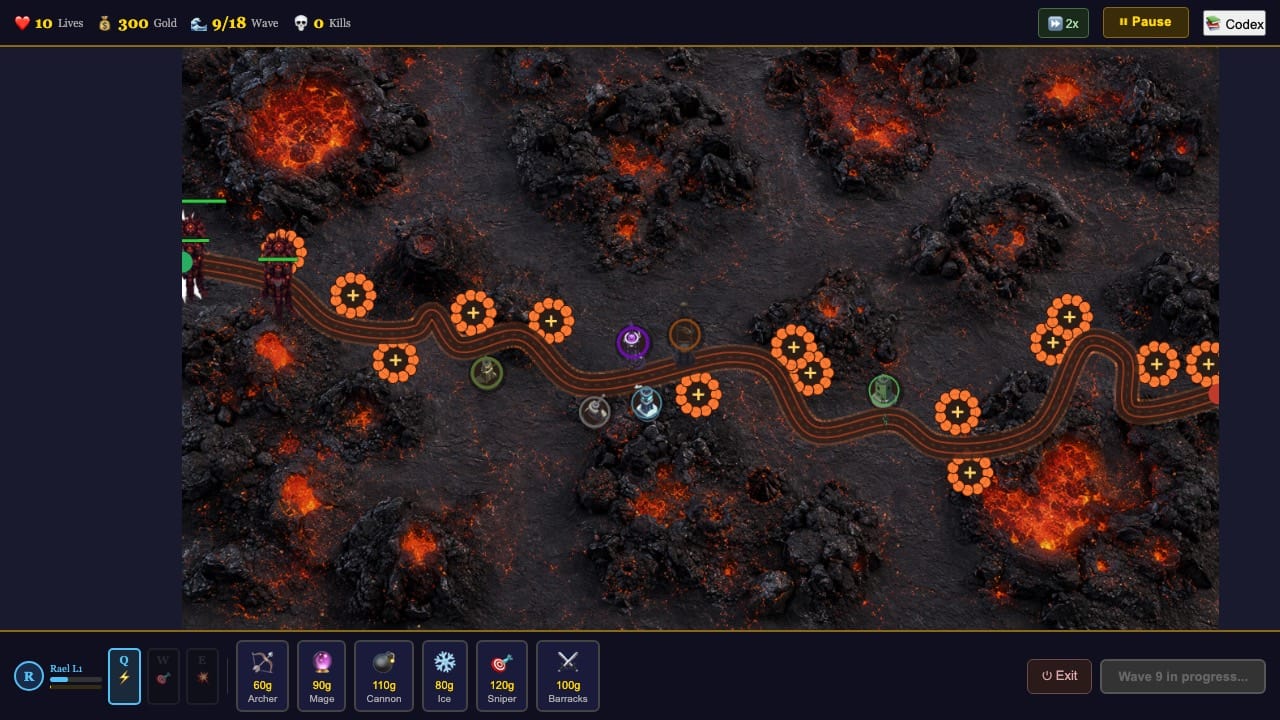 10 Lives 300 Gold 9/18 Wave 0 Kills
2x
Pause
Codex
R
Rael L1
Q
W
E
60g
Archer
90g
Mage
110g
Cannon
80g
Ice
120g
Sniper
100g
Barracks
Exit
Wave 9 in progress...